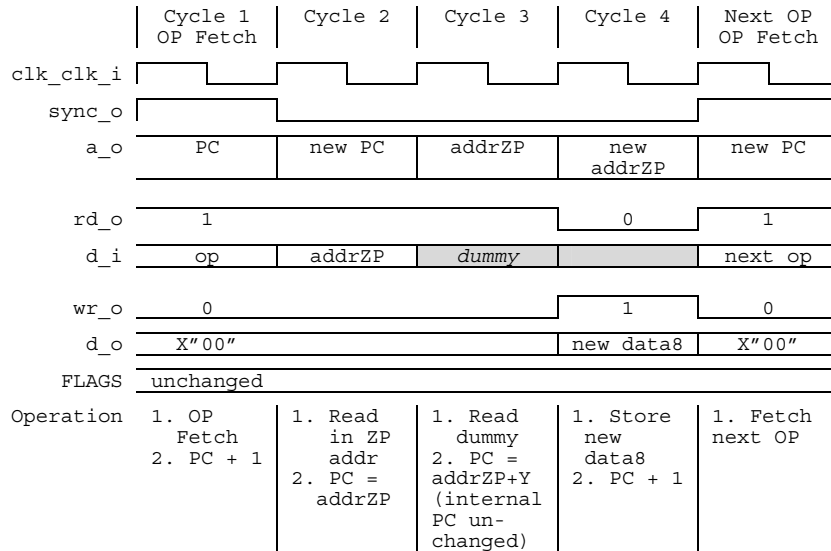 Cycle 1 Cycle 2 Cycle 3 Cycle 4 Next OP
OP Fetch OP Fetch
clk_clk_i
sync_o
a_o PC new PC addrZP new new PC
addrZP
rd_o 1 0 1
d_i op addrZP dummy next op
wr_o 0 1 0
d_o X"00" new data8 X"00"
FLAGS unchanged
Operation 1. OP 1. Read 1. Read 1. Store 1. Fetch
Fetch in ZP dummy new next OP
2. PC + 1 addr 2. PC = data8
2. PC = addrZP+Y 2. PC + 1
addrZP (internal
PC un-
changed)